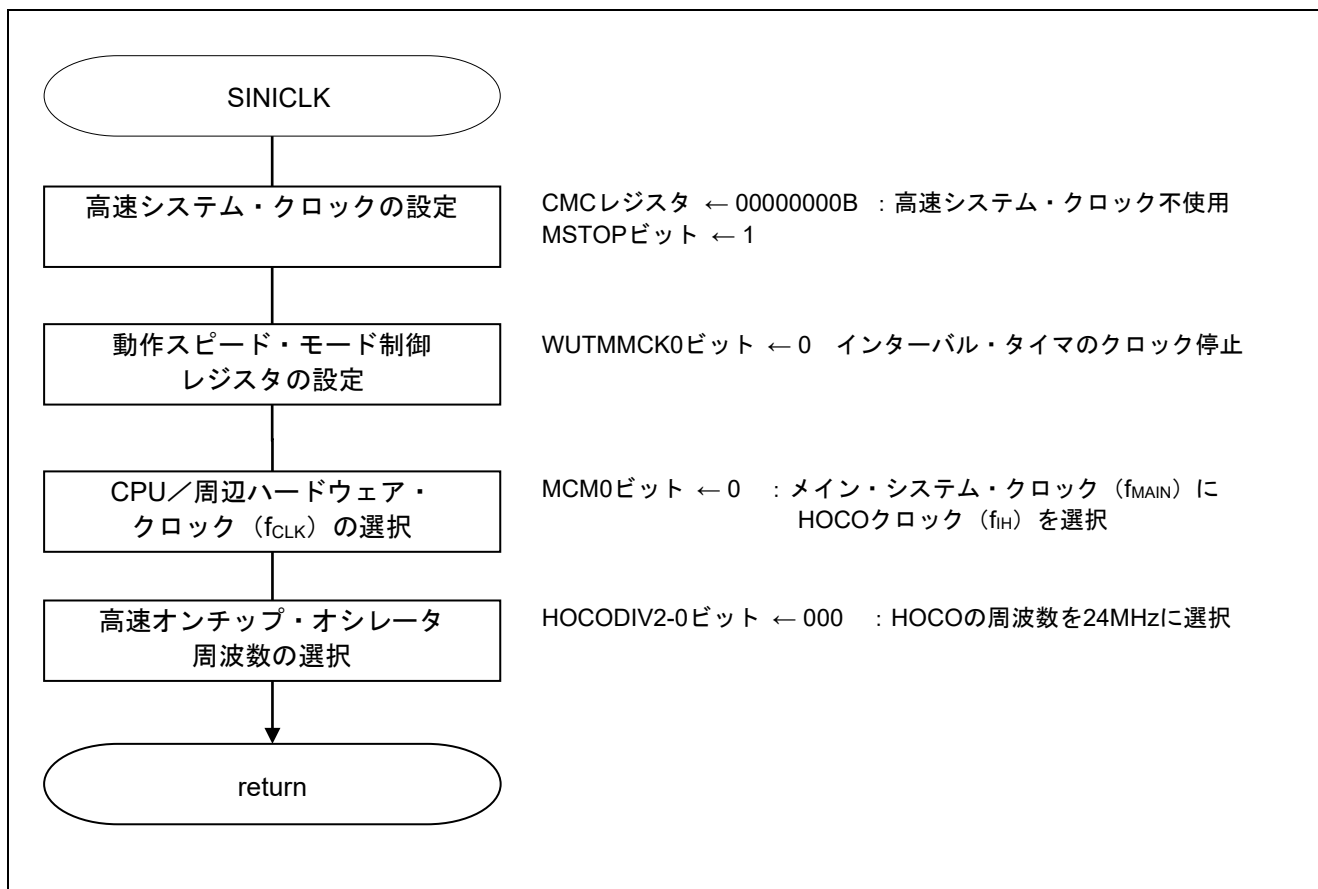 SINICLK
高速システム・クロックの設定
CMCレジスタ ← 00000000B ：高速システム・クロック不使用
MSTOPビット ← 1
動作スピード・モード制御
レジスタの設定
WUTMMCK0ビット ← 0 インターバル・タイマのクロック停止
CPU／周辺ハードウェア・
クロック（fCLK）の選択
MCM0ビット ← 0 ：メイン・システム・クロック（fMAIN）に
HOCOクロック（fIH）を選択
高速オンチップ・オシレータ
周波数の選択
HOCODIV2-0ビット ← 000 ：HOCOの周波数を24MHzに選択
return